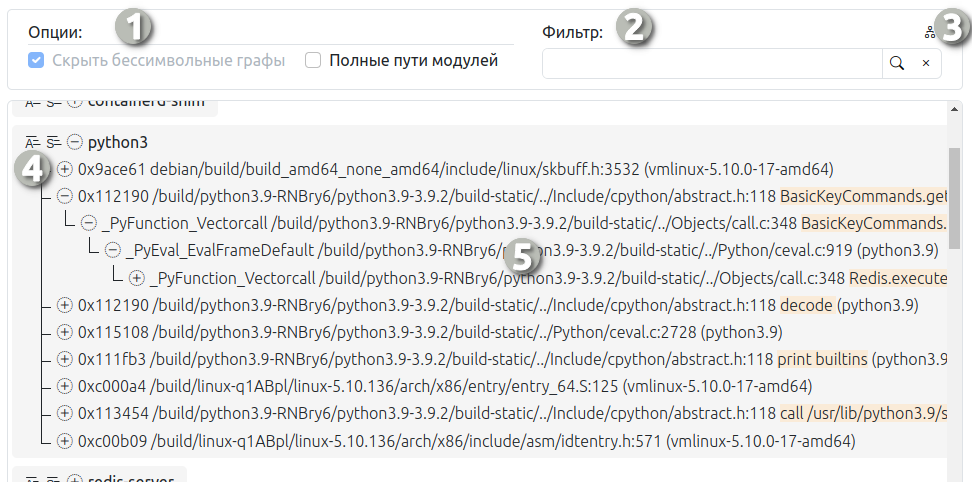 Опции: 1
Фильтр: 2
3
Скрыть бессимвольные графы
Полные пути модулей
containerd-shim
python3
4
0x9ace61 debian/build/build_amd64_none_amd64/include/linux/skbuff.h:3532 (vmlinux-5.10.0-17-amd64)
0x112190 /build/python3.9-RNBry6/python3.9-3.9.2/build-static/../Include/cpython/abstract.h:118 BasicKeyCommands.get
_PyFunction_Vectorcall /build/python3.9-RNBry6/python3.9-3.9.2/build-static/../Objects/call.c:348 BasicKeyCommands.
_PyEval_EvalFrameDefault /build/python3.9-RNBry6/python3.9-3.9.2/build-static/../Python/ceval.c:919 (python3.9)
5
_PyFunction_Vectorcall /build/python3.9-RNBry6/python3.9-3.9.2/build-static/../Objects/call.c:348 Redis.execute
0x112190 /build/python3.9-RNBry6/python3.9-3.9.2/build-static/../Include/cpython/abstract.h:118 decode (python3.9)
0x115108 /build/python3.9-RNBry6/python3.9-3.9.2/build-static/../Python/ceval.c:2728 (python3.9)
0x111fb3 /build/python3.9-RNBry6/python3.9-3.9.2/build-static/../Include/cpython/abstract.h:118 print builtins (python3.9
0xc000a4 /build/linux-q1ABpl/linux-5.10.136/arch/x86/entry/entry_64.S:125 (vmlinux-5.10.0-17-amd64)
0x113454 /build/python3.9-RNBry6/python3.9-3.9.2/build-static/../Include/cpython/abstract.h:118 call /usr/lib/python3.9/s
0xc00b09 /build/linux-q1ABpl/linux-5.10.136/arch/x86/include/asm/idtentry.h:571 (vmlinux-5.10.0-17-amd64)
redis-server